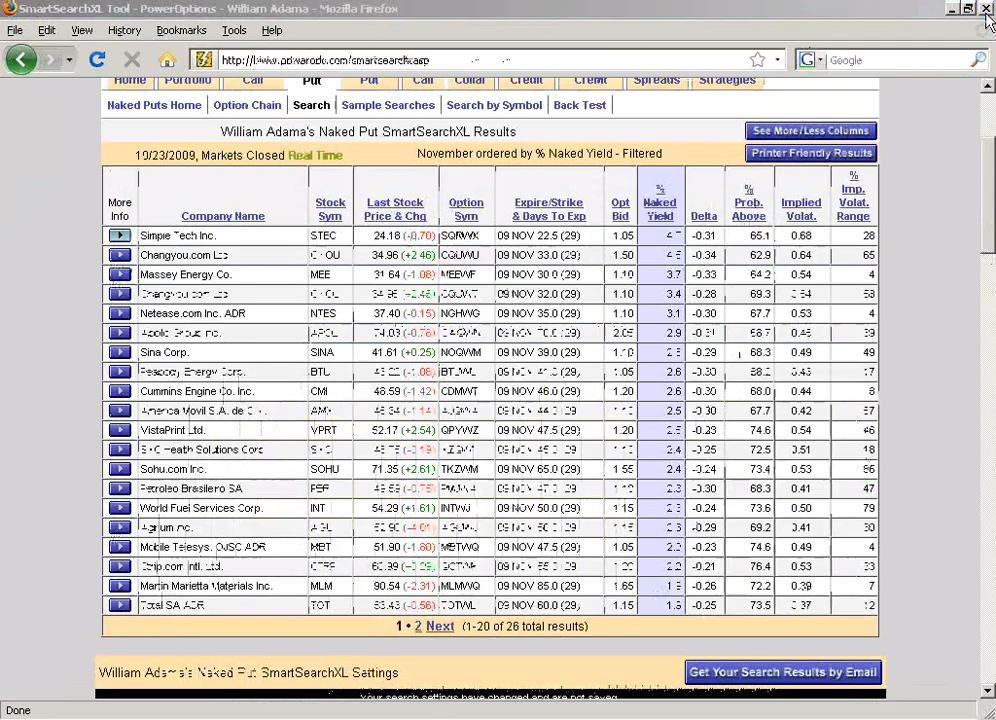 SmartSearchXL Tool - PowerOptions - William Adama - Mozilla Firefox
File Edit View History Bookmarks Tools Help
Google
Home Portfolio Call Put Put Call Collar Credit Credit Spreads Strategies
Naked Puts Home Option Chain Search Sample Searches Search by Symbol Back Test
William Adama's Naked Put SmartSearchXL Results See More/Less Columns
10/23/2009, Markets Closed Real Time November ordered by % Naked Yield - Filtered Printer Friendly Results
More Info Company Name Stock Sym Last Stock Price & Chg Option Sym Expire/Strike & Days To Exp Opt Bid % Naked Yield Delta % Prob. Above Implied Volat. % Imp. Volat. Range
Simple Tech Inc. STEC 24.18 (-0.70) SQRWX 09 NOV 22.5 (29) 1.05 4.7 -0.31 65.1 0.68 28
Changyou.com Ltd 34.96 (+2.46) 09 NOV 35.0 (29) 1.50 -0.34 62.9 0.64 65
Massey Energy Co. MEE 31.64 (-1.08) MEEWF 09 NOV 30.0 (29) 1.10 3.7 -0.33 64.2 0.54 4
Changyou.com Ltd 09 NOV 32.0 (29) 1.10 3.4 -0.28 69.3
Netease.com Inc. ADR NTES 37.40 (-0.15) NGHWG 09 NOV 35.0 (29) 1.10 3.1 -0.30 67.7 0.53 4
2.05 2.9
Sina Corp. SINA 41.61 (+0.25) NOQWM 09 NOV 39.0 (29) -0.29 68.3 0.49 49
Peabody Energy Corp. BTU 2.6 -0.30 17
Cummins Engine Co. Inc. CMI 48.59 (-1.42) CDMWT 09 NOV 46.0 (29) 1.20 2.6 -0.30 68.0 0.44 8
America Movil S.A. de C 2.5 -0.30 67.7 0.42
VistaPrint Ltd. VPRT 52.17 (+2.54) QPYWZ 09 NOV 47.5 (29) 1.20 2.5 -0.23 74.6 0.54 46
2.4 -0.25 72.5 0.51 18
Sohu.com Inc. SOHU 71.35 (+2.61) TKZWM 09 NOV 65.0 (29) 1.55 2.4 -0.24 73.4 0.53 86
Petroleo Brasileiro SA 2.3 -0.30 68.3 0.41 47
World Fuel Services Corp. INT 54.29 (+1.61) INTWJ 09 NOV 50.0 (29) 1.15 2.3 -0.24 73.6 0.50 79
Agrium Inc. -0.29 69.2 0.41 30
Mobile Telesys. OJSC ADR MBT 51.90 (-1.80) MBTWQ 09 NOV 47.5 (29) 1.05 -0.23 74.6 0.49 4
2.2 -0.21 76.4 0.53
Martin Marietta Materials Inc. MLM 90.54 (-2.31) MLMWQ 09 NOV 85.0 (29) 1.65 -0.26 72.2 0.39 7
Total SA ADR TOT (-0.56) TOTWL 09 NOV 60.0 (29) 1.15 -0.25 73.5 0.37 12
1 • 2 Next (1-20 of 26 total results)
William Adama's Naked Put SmartSearchXL Settings Get Your Search Results by Email
Your search settings have changed and are not saved
Done